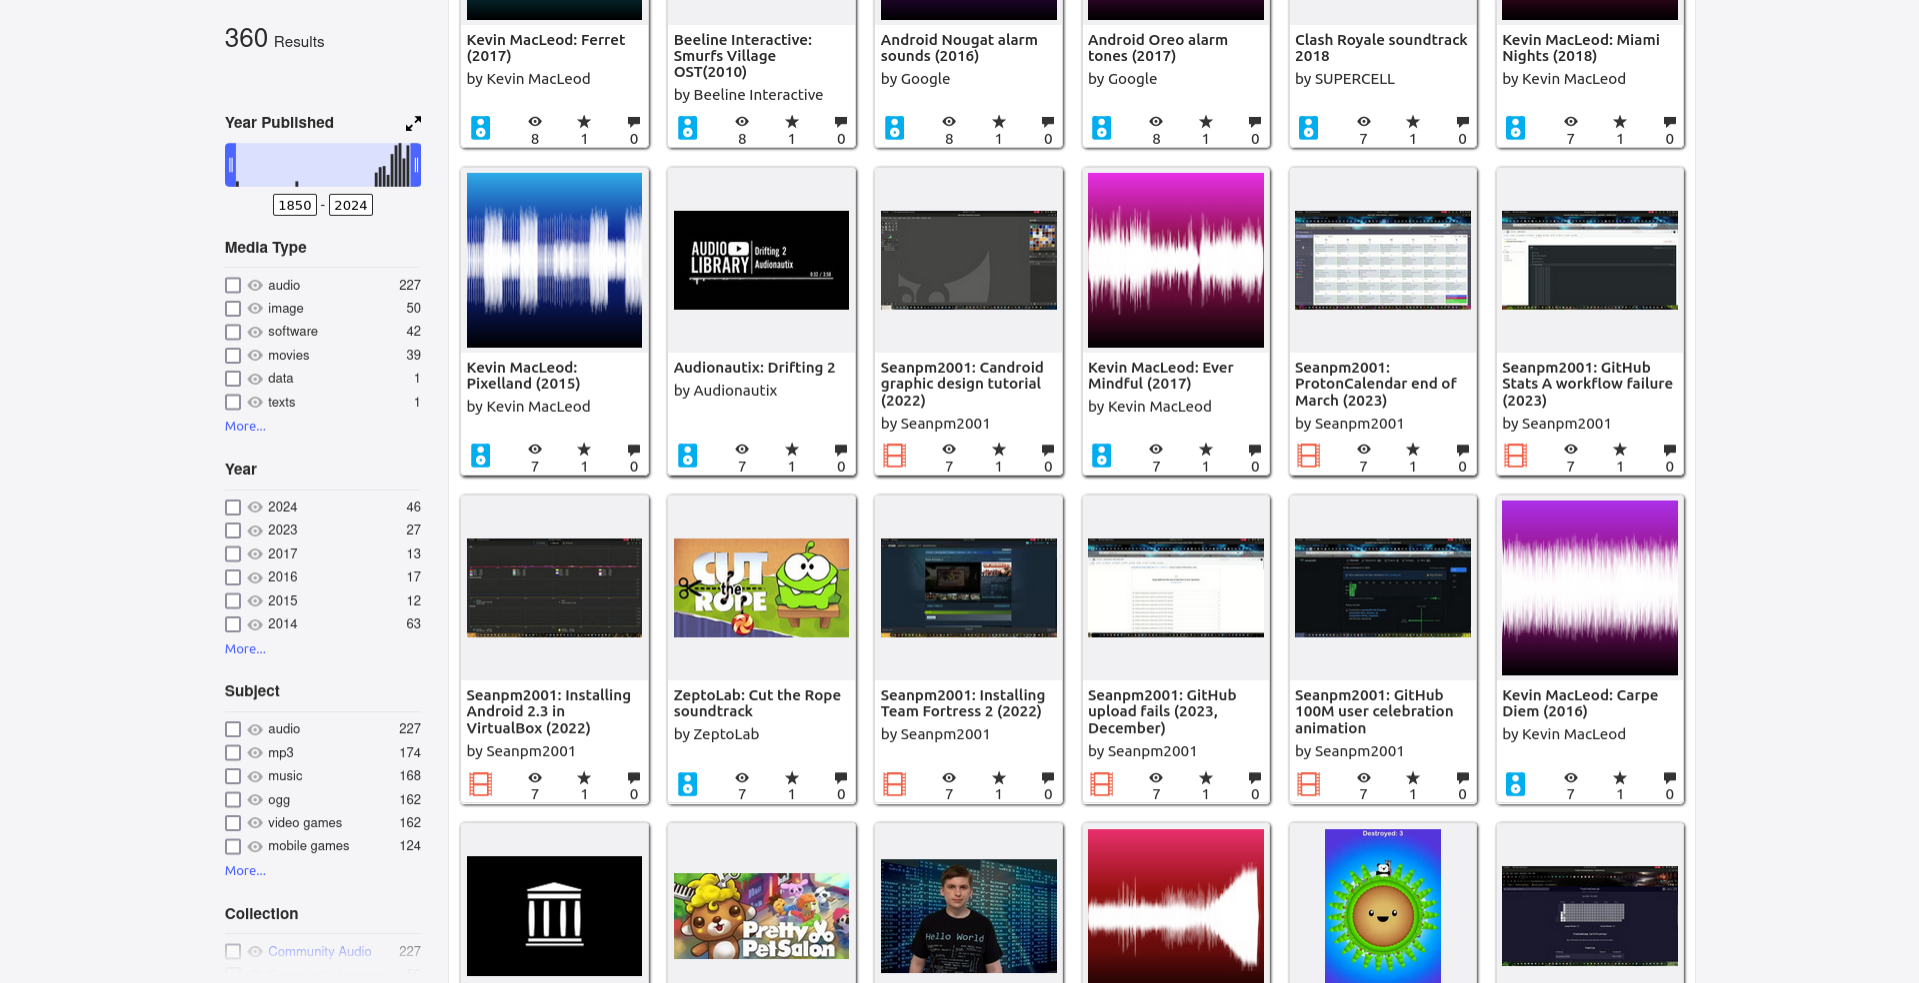 360 Results
Year Published
1850 - 2024
Media Type
audio 227
image 50
software 42
movies 39
data 1
texts 1
More...
Year
2024 46
2023 27
2017 13
2016 17
2015 12
2014 63
More...
Subject
audio 227
mp3 174
music 168
ogg 162
video games 162
mobile games 124
More...
Collection
Community Audio 227
Kevin MacLeod: Ferret
(2017)
by Kevin MacLeod
8 1 0
Beeline Interactive:
Smurfs Village
OST(2010)
by Beeline Interactive
8 1 0
Android Nougat alarm
sounds (2016)
by Google
8 1 0
Android Oreo alarm
tones (2017)
by Google
8 1 0
Clash Royale soundtrack
2018
by SUPERCELL
7 1 0
Kevin MacLeod: Miami
Nights (2018)
by Kevin MacLeod
7 1 0
Kevin MacLeod:
Pixelland (2015)
by Kevin MacLeod
7 1 0
AUDIO
LIBRARY
Drifting 2
Audionautix
Audionautix: Drifting 2
by Audionautix
7 1 0
Seanpm2001: Candroid
graphic design tutorial
(2022)
by Seanpm2001
7 1 0
Kevin MacLeod: Ever
Mindful (2017)
by Kevin MacLeod
7 1 0
Seanpm2001:
ProtonCalendar end of
March (2023)
by Seanpm2001
7 1 0
Seanpm2001: GitHub
Stats A workflow failure
(2023)
by Seanpm2001
7 1 0
Seanpm2001: Installing
Android 2.3 in
VirtualBox (2022)
by Seanpm2001
7 1 0
CUT
the
ROPE
ZeptoLab: Cut the Rope
soundtrack
by ZeptoLab
7 1 0
Seanpm2001: Installing
Team Fortress 2 (2022)
by Seanpm2001
7 1 0
Seanpm2001: GitHub
upload fails (2023,
December)
by Seanpm2001
7 1 0
Seanpm2001: GitHub
100M user celebration
animation
by Seanpm2001
7 1 0
Kevin MacLeod: Carpe
Diem (2016)
by Kevin MacLeod
7 1 0
Pretty
PetSalon
Hello World
Destroyed: 3